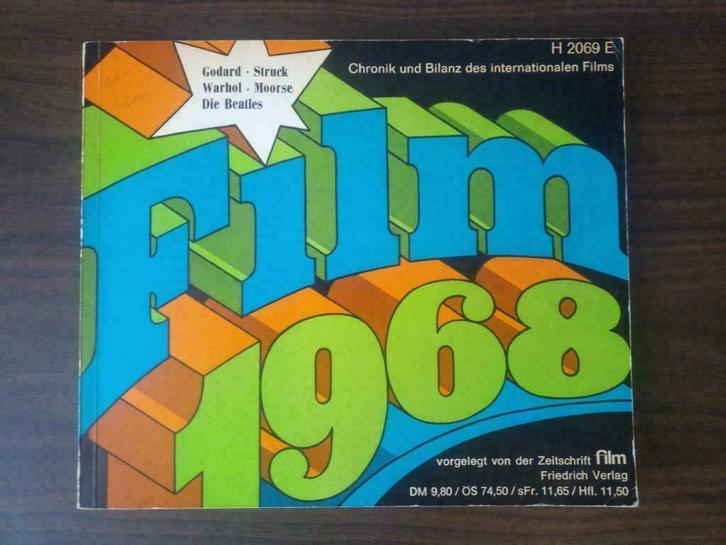 H 2069 E
Chronik und Bilanz des internationalen Films
Godard · Struck
Warhol · Moorse
Die Beatles
Film
1968
vorgelegt von der Zeitschrift film
Friedrich Verlag
DM 9,80 / ÖS 74,50 / sFr. 11,65 / Hfl. 11,50